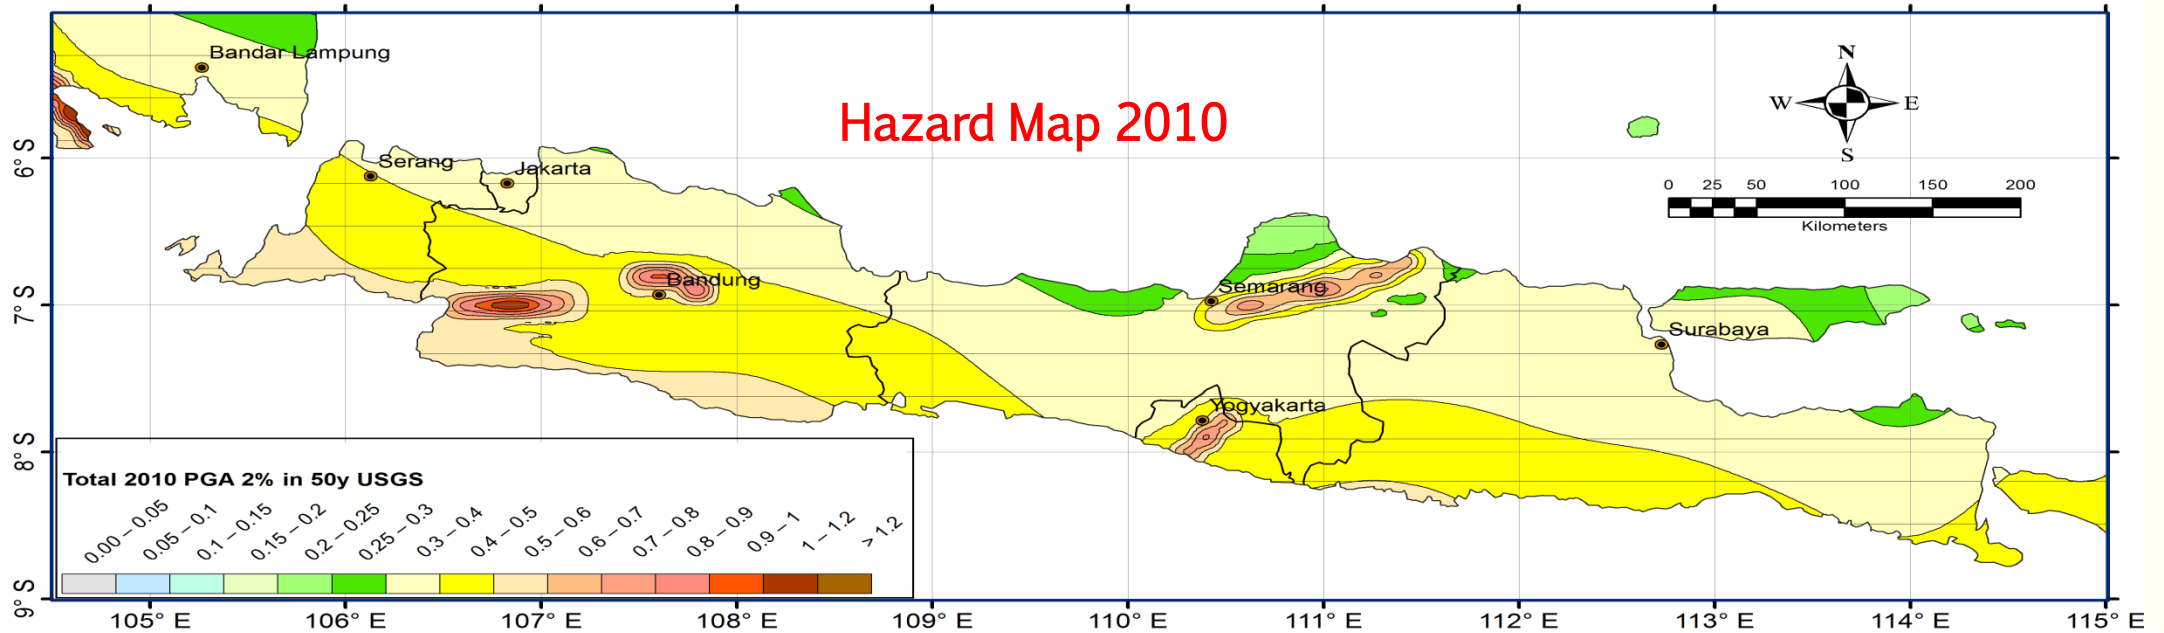 Bandar Lampung
N
Hazard Map 2010
W
E
S
6° S
Serang
Jakarta
0 25 50 100 150 200
Kilometers
Bandung
Semarang
7° S
Surabaya
Yogyakarta
8° S
Total 2010 PGA 2% in 50y USGS
0.00 – 0.05
0.05 – 0.1
0.1 – 0.15
0.15 – 0.2
0.2 – 0.25
0.25 – 0.3
0.3 – 0.4
0.4 – 0.5
0.5 – 0.6
0.6 – 0.7
0.7 – 0.8
0.8 – 0.9
0.9 – 1
1 – 1.2
> 1.2
9° S
105° E 106° E 107° E 108° E 109° E 110° E 111° E 112° E 113° E 114° E 115° E